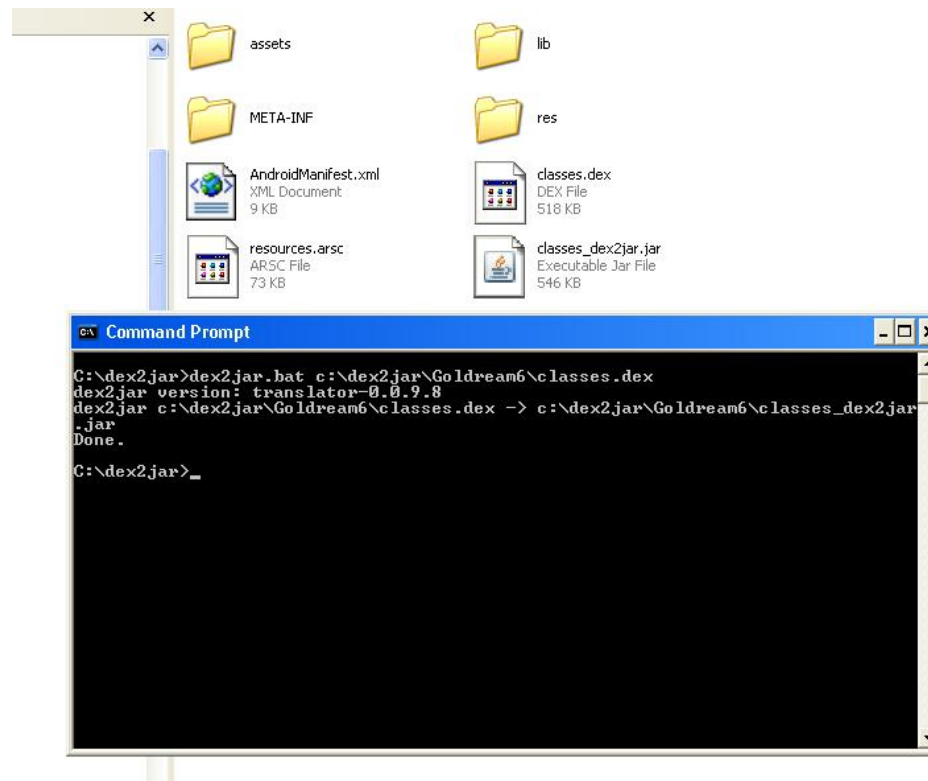 assets
lib
META-INF
res
AndroidManifest.xml
XML Document
9 KB
classes.dex
DEX File
518 KB
resources.arsc
ARSC File
73 KB
classes_dex2jar.jar
Executable Jar File
546 KB
C:\ Command Prompt
C:\dex2jar>dex2jar.bat c:\dex2jar\Goldream6\classes.dex
dex2jar version: translator-0.0.9.8
dex2jar c:\dex2jar\Goldream6\classes.dex -> c:\dex2jar\Goldream6\classes_dex2jar
.jar
Done.
C:\dex2jar>_